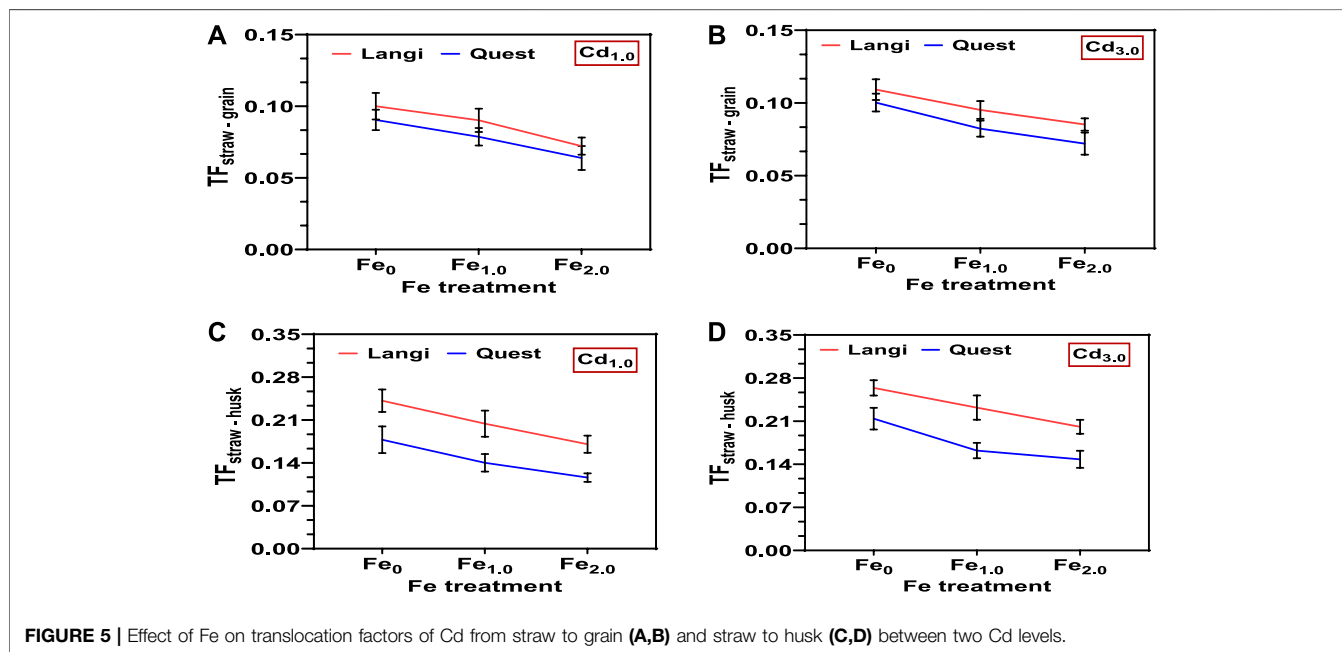 A
0.15
Langi Quest
Cd1.0
0.10
0.05
0.00
TFstraw - grain
Fe0 Fe1.0 Fe2.0
Fe treatment
B
0.15
Langi Quest
Cd3.0
0.10
0.05
0.00
TFstraw - grain
Fe0 Fe1.0 Fe2.0
Fe treatment
C
0.35
Langi Quest
Cd1.0
0.28
0.21
0.14
0.07
0.00
TFstraw - husk
Fe0 Fe1.0 Fe2.0
Fe treatment
D
0.35
Langi Quest
Cd3.0
0.28
0.21
0.14
0.07
0.00
TFstraw - husk
Fe0 Fe1.0 Fe2.0
Fe treatment
FIGURE 5 | Effect of Fe on translocation factors of Cd from straw to grain (A,B) and straw to husk (C,D) between two Cd levels.